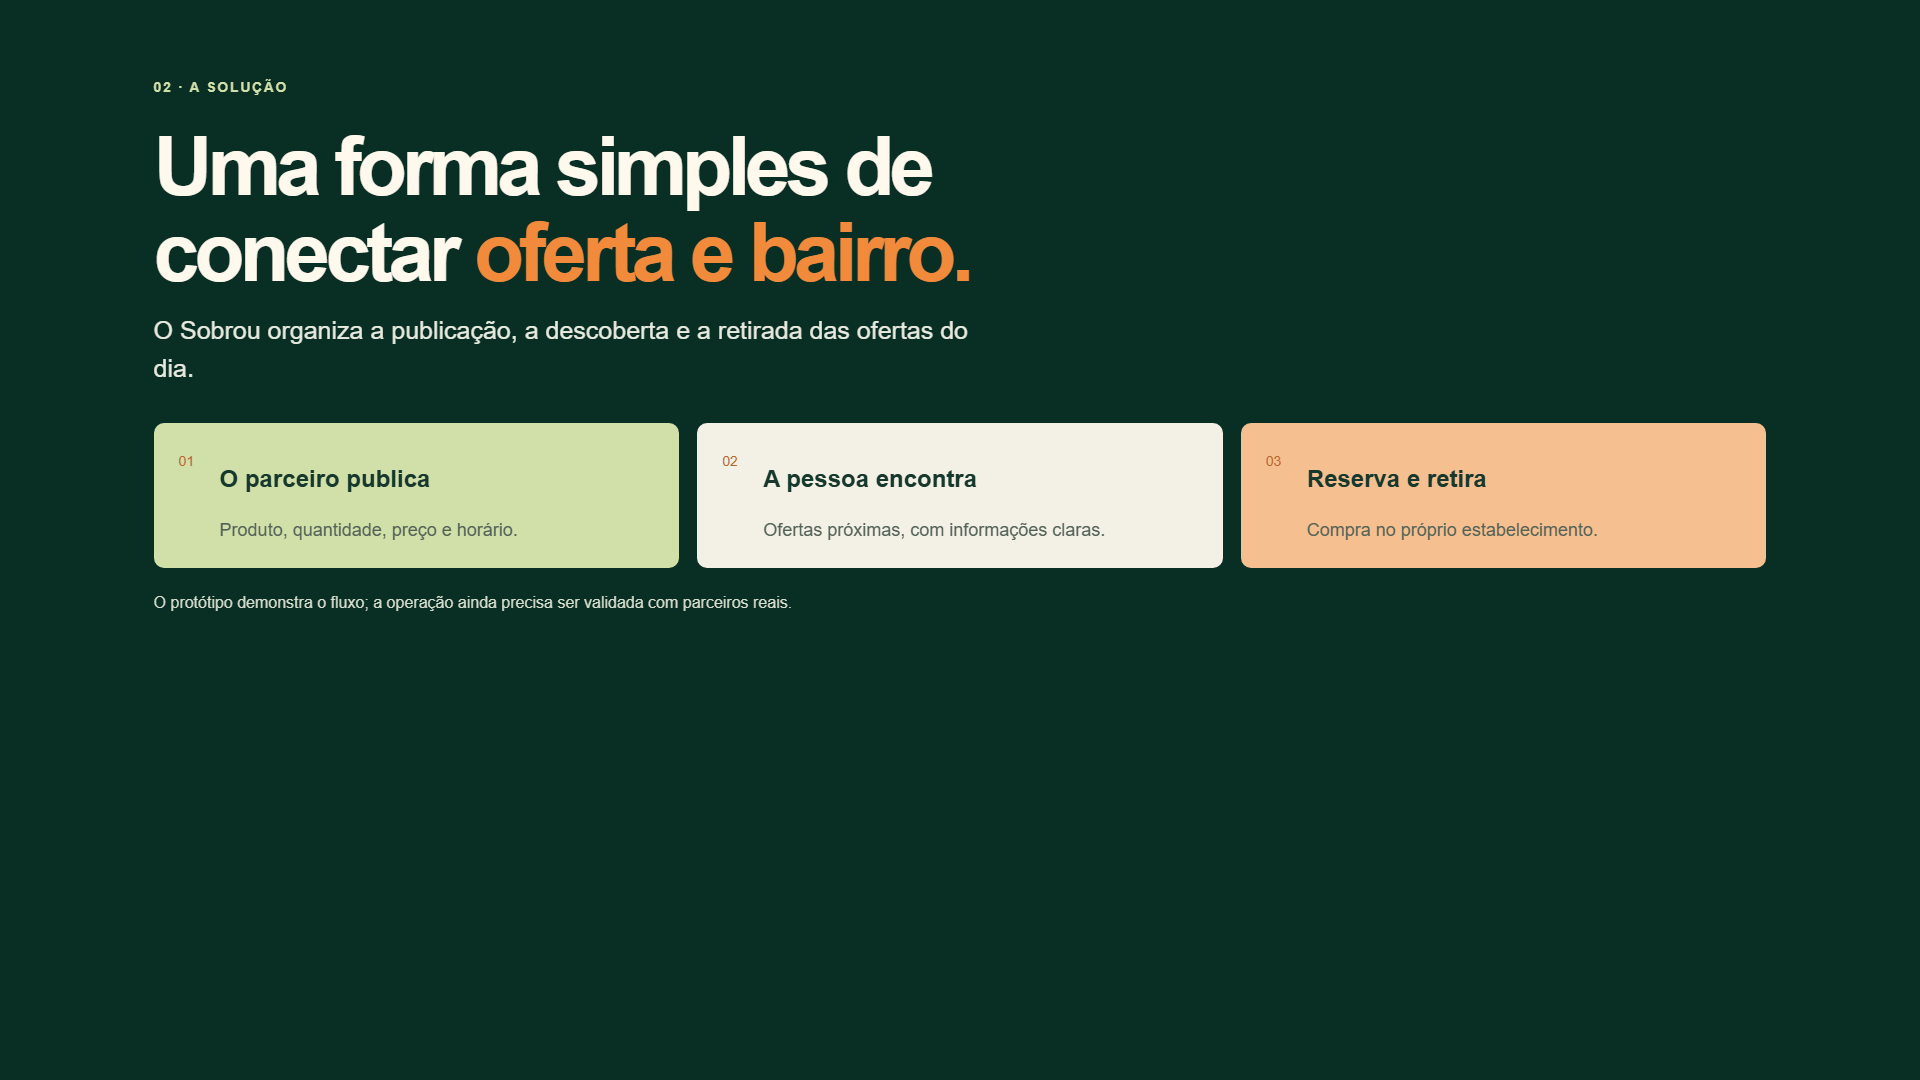 02 · A SOLUÇÃO
Uma forma simples de
conectar oferta e bairro.
O Sobrou organiza a publicação, a descoberta e a retirada das ofertas do
dia.
01
O parceiro publica
Produto, quantidade, preço e horário.
02
A pessoa encontra
Ofertas próximas, com informações claras.
03
Reserva e retira
Compra no próprio estabelecimento.
O protótipo demonstra o fluxo; a operação ainda precisa ser validada com parceiros reais.